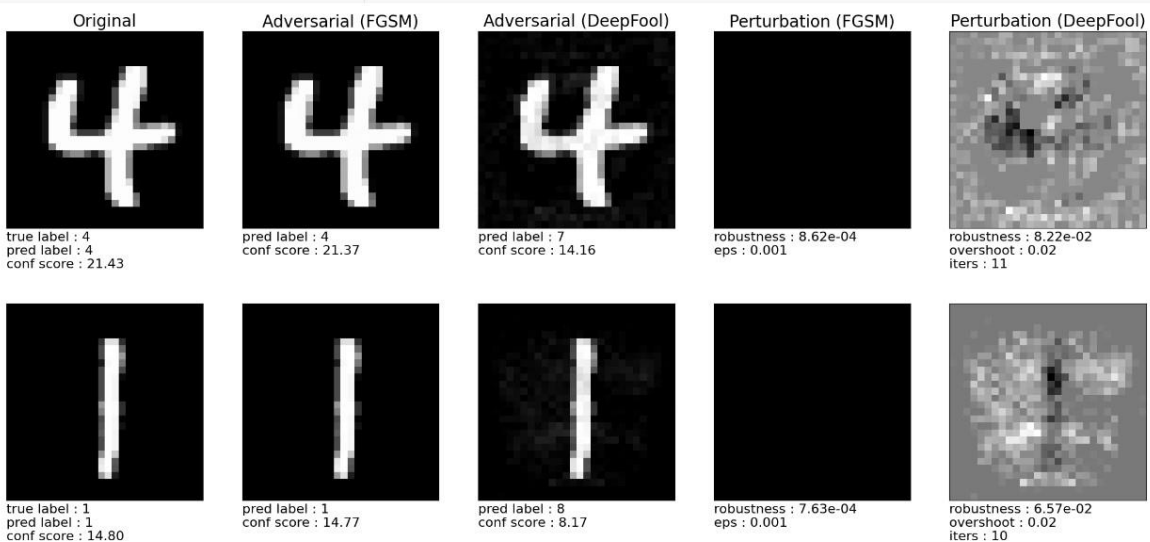 Original
Adversarial (FGSM)
Adversarial (DeepFool)
Perturbation (FGSM)
Perturbation (DeepFool)
true label : 4
pred label : 4
conf score : 21.43
pred label : 4
conf score : 21.37
pred label : 7
conf score : 14.16
robustness : 8.62e-04
eps : 0.001
robustness : 8.22e-02
overshoot : 0.02
iters : 11
true label : 1
pred label : 1
conf score : 14.80
pred label : 1
conf score : 14.77
pred label : 8
conf score : 8.17
robustness : 7.63e-04
eps : 0.001
robustness : 6.57e-02
overshoot : 0.02
iters : 10